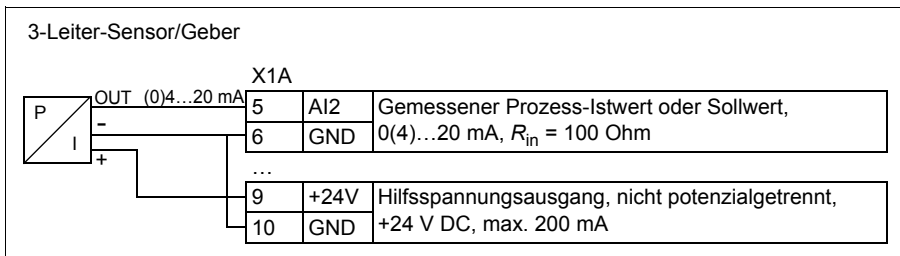 3-Leiter-Sensor/Geber
X1A
P
I
OUT (0)4…20 mA
-
+
5 AI2 Gemessener Prozess-Istwert oder Sollwert,
6 GND 0(4)…20 mA, Rin = 100 Ohm
…
9 +24V Hilfsspannungsausgang, nicht potenzialgetrennt,
10 GND +24 V DC, max. 200 mA